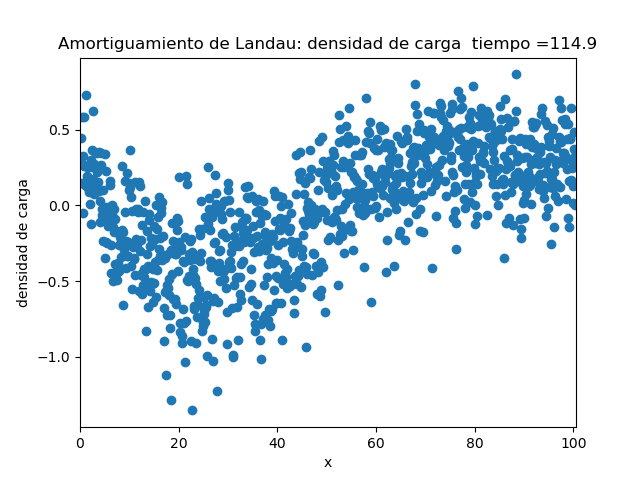 Amortiguamiento de Landau: densidad de carga  tiempo =114.9
densidad de carga
0.5
0.0
−0.5
−1.0
0 20 40 60 80 100
x